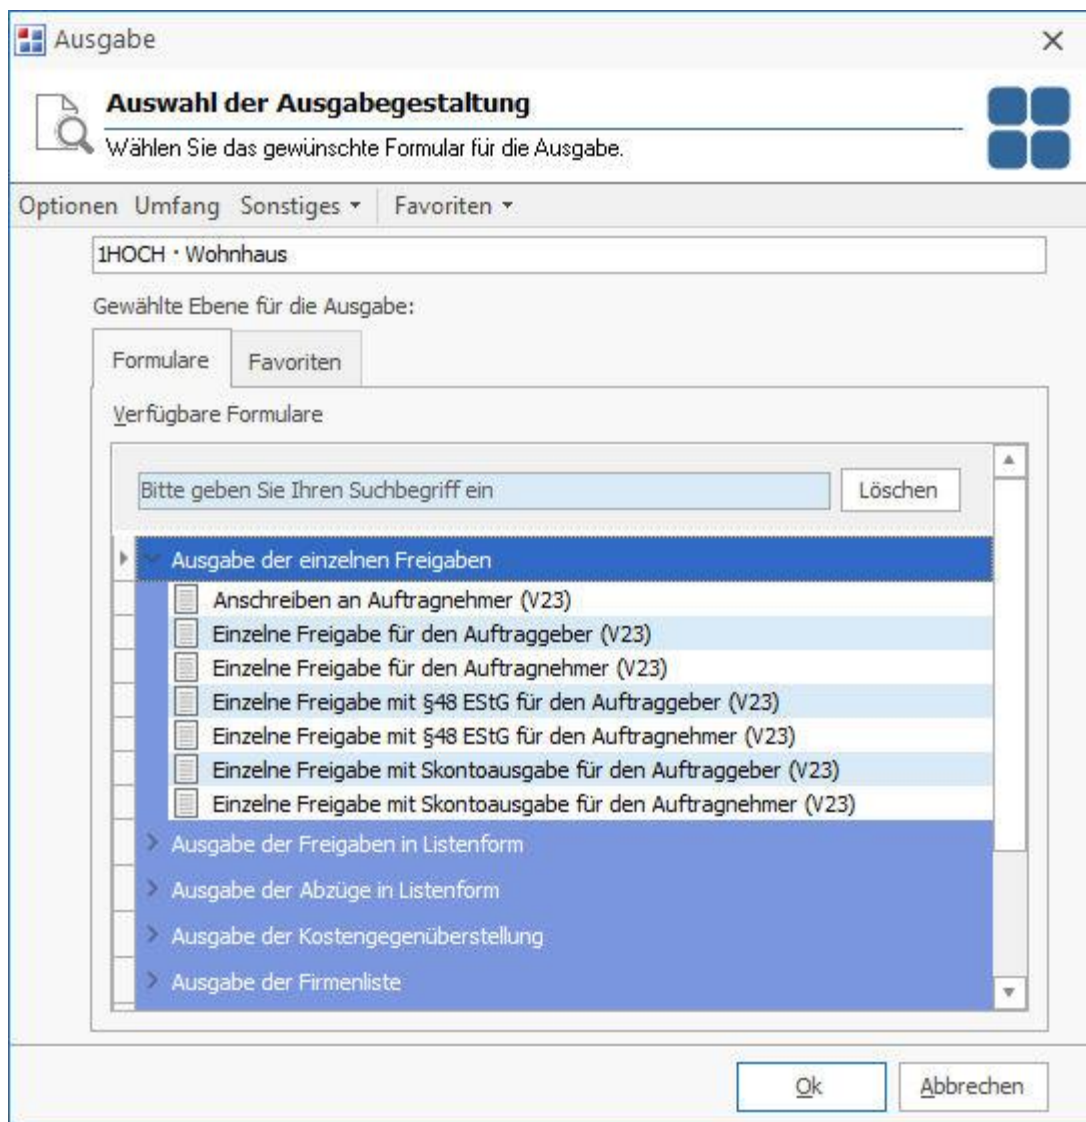 Ausgabe
Auswahl der Ausgabegestaltung
Wählen Sie das gewünschte Formular für die Ausgabe.
Optionen Umfang Sonstiges Favoriten
1HOCH · Wohnhaus
Gewählte Ebene für die Ausgabe:
Formulare Favoriten
Verfügbare Formulare
Bitte geben Sie Ihren Suchbegriff ein Löschen
Ausgabe der einzelnen Freigaben
Anschreiben an Auftragnehmer (V23)
Einzelne Freigabe für den Auftraggeber (V23)
Einzelne Freigabe für den Auftragnehmer (V23)
Einzelne Freigabe mit §48 EStG für den Auftraggeber (V23)
Einzelne Freigabe mit §48 EStG für den Auftragnehmer (V23)
Einzelne Freigabe mit Skontoausgabe für den Auftraggeber (V23)
Einzelne Freigabe mit Skontoausgabe für den Auftragnehmer (V23)
Ausgabe der Freigaben in Listenform
Ausgabe der Abzüge in Listenform
Ausgabe der Kostengegenüberstellung
Ausgabe der Firmenliste
Ok Abbrechen